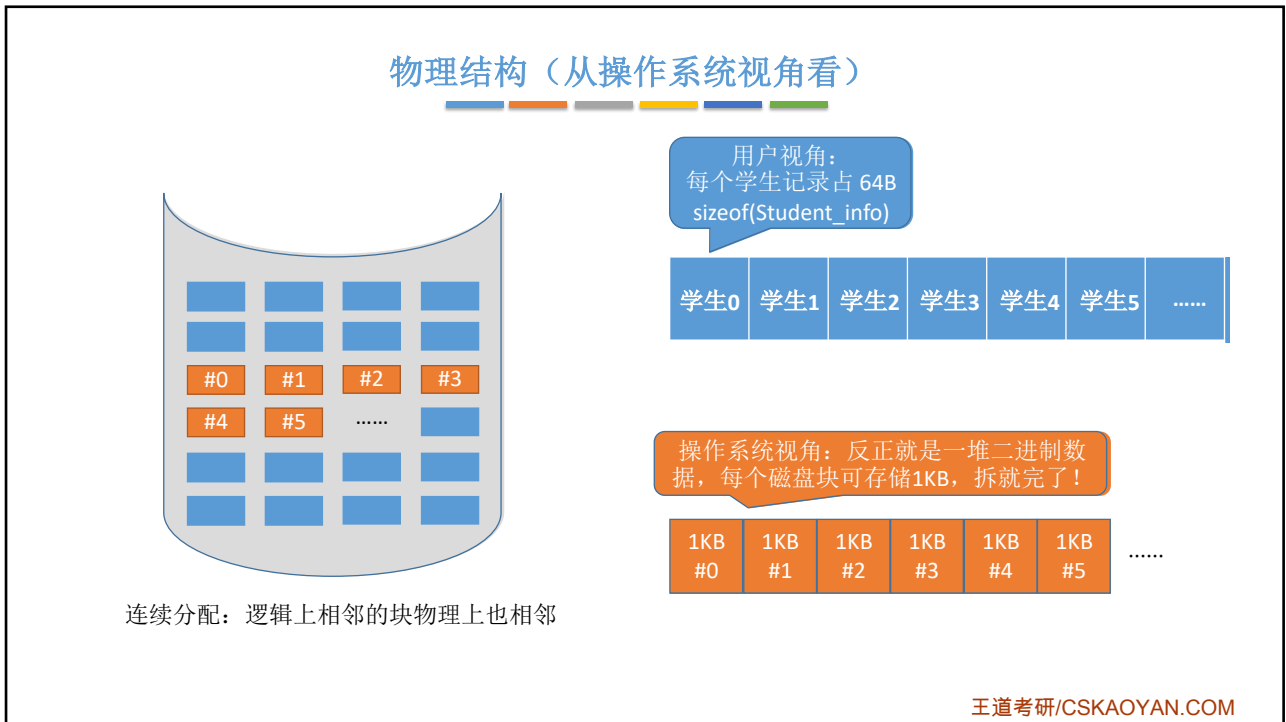 物理结构（从操作系统视角看）
用户视角：
每个学生记录占 64B
sizeof(Student_info)
学生0 学生1 学生2 学生3 学生4 学生5 ……
#0 #1 #2 #3
#4 #5 ……
操作系统视角：反正就是一堆二进制数
据，每个磁盘块可存储1KB，拆就完了！
1KB 1KB 1KB 1KB 1KB 1KB ……
#0 #1 #2 #3 #4 #5
连续分配：逻辑上相邻的块物理上也相邻
王道考研/CSKAOYAN.COM